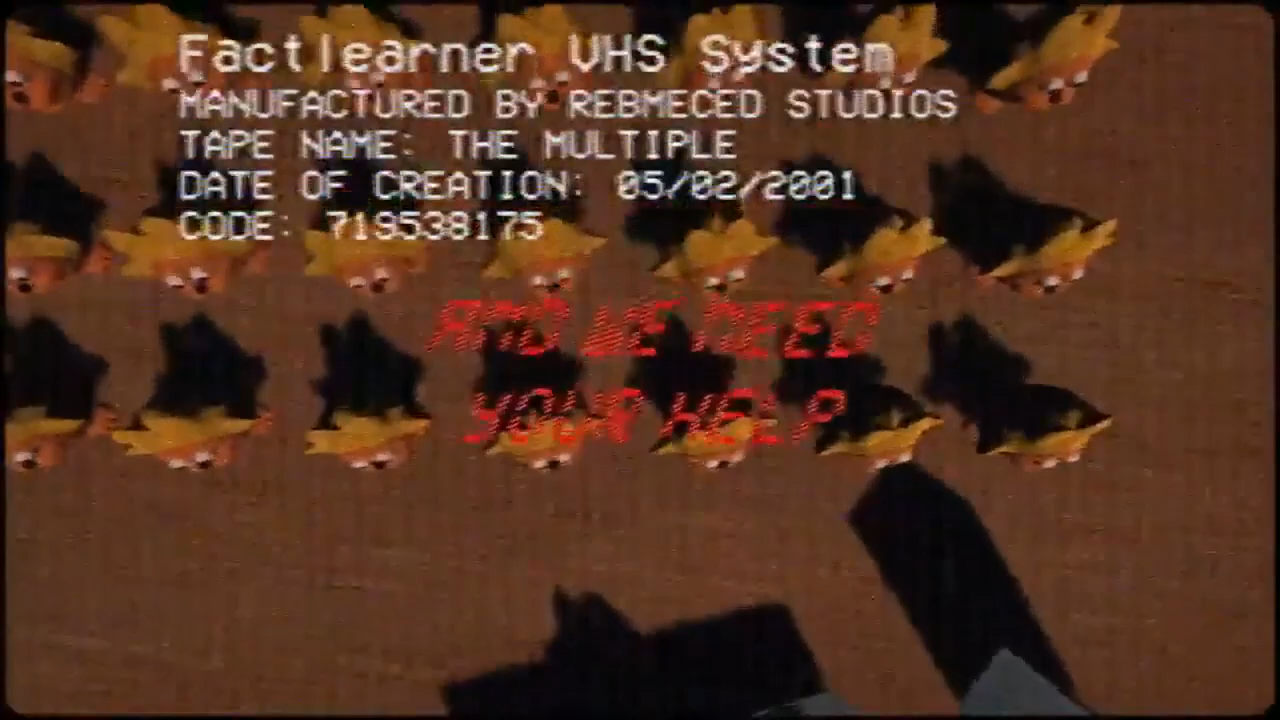 Factlearner VHS System
MANUFACTURED BY REBMECED STUDIOS
TAPE NAME: THE MULTIPLE
DATE OF CREATION: 05/02/2001
CODE: 719538175
AND WE NEED
YOUR HELP